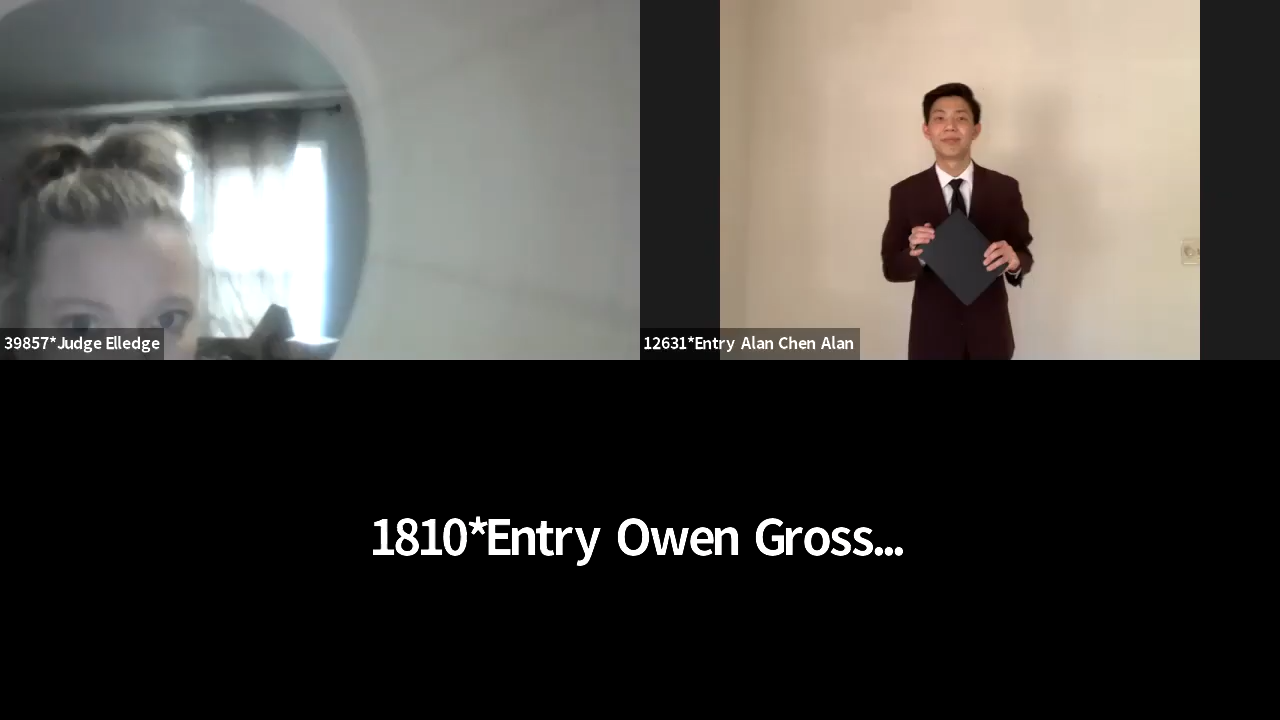 39857*Judge Elledge
12631*Entry Alan Chen Alan
1810*Entry Owen Gross...